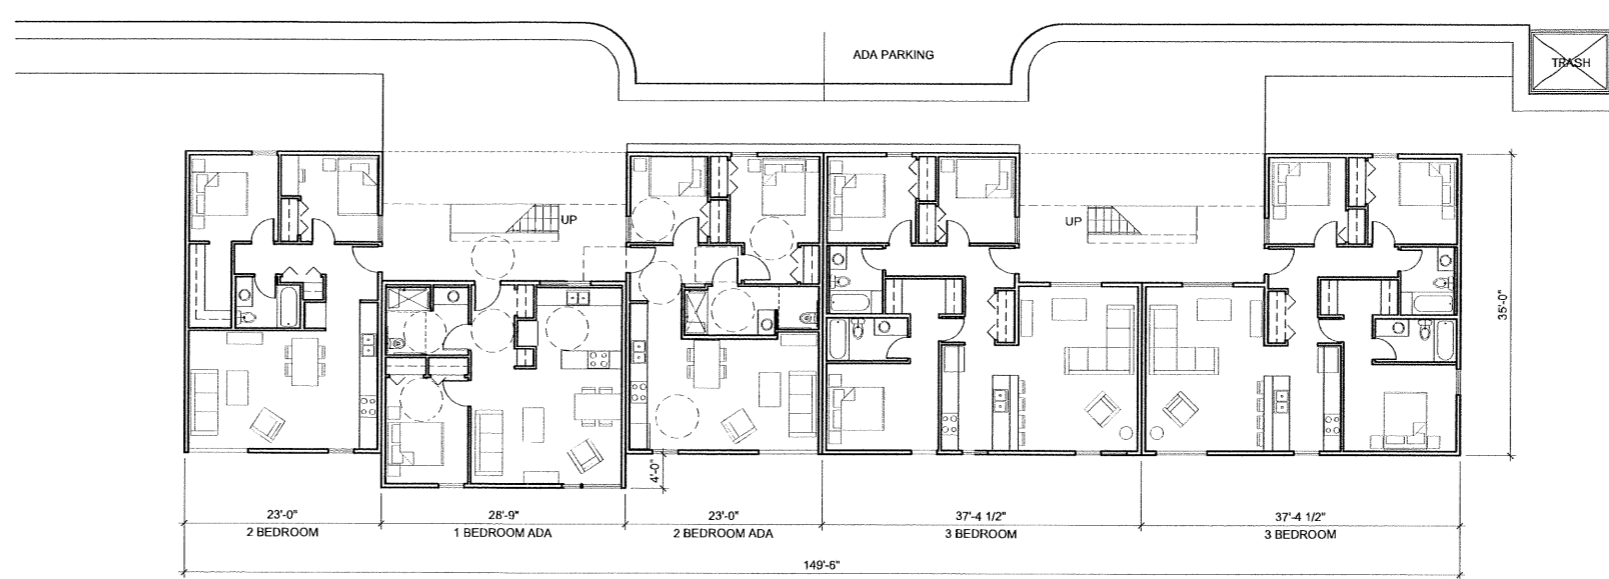 ADA PARKING
TRASH
UP
UP
35'-0"
4'-0"
23'-0"
28'-9"
23'-0"
37'-4 1/2"
37'-4 1/2"
2 BEDROOM
1 BEDROOM ADA
2 BEDROOM ADA
3 BEDROOM
3 BEDROOM
149'-6"